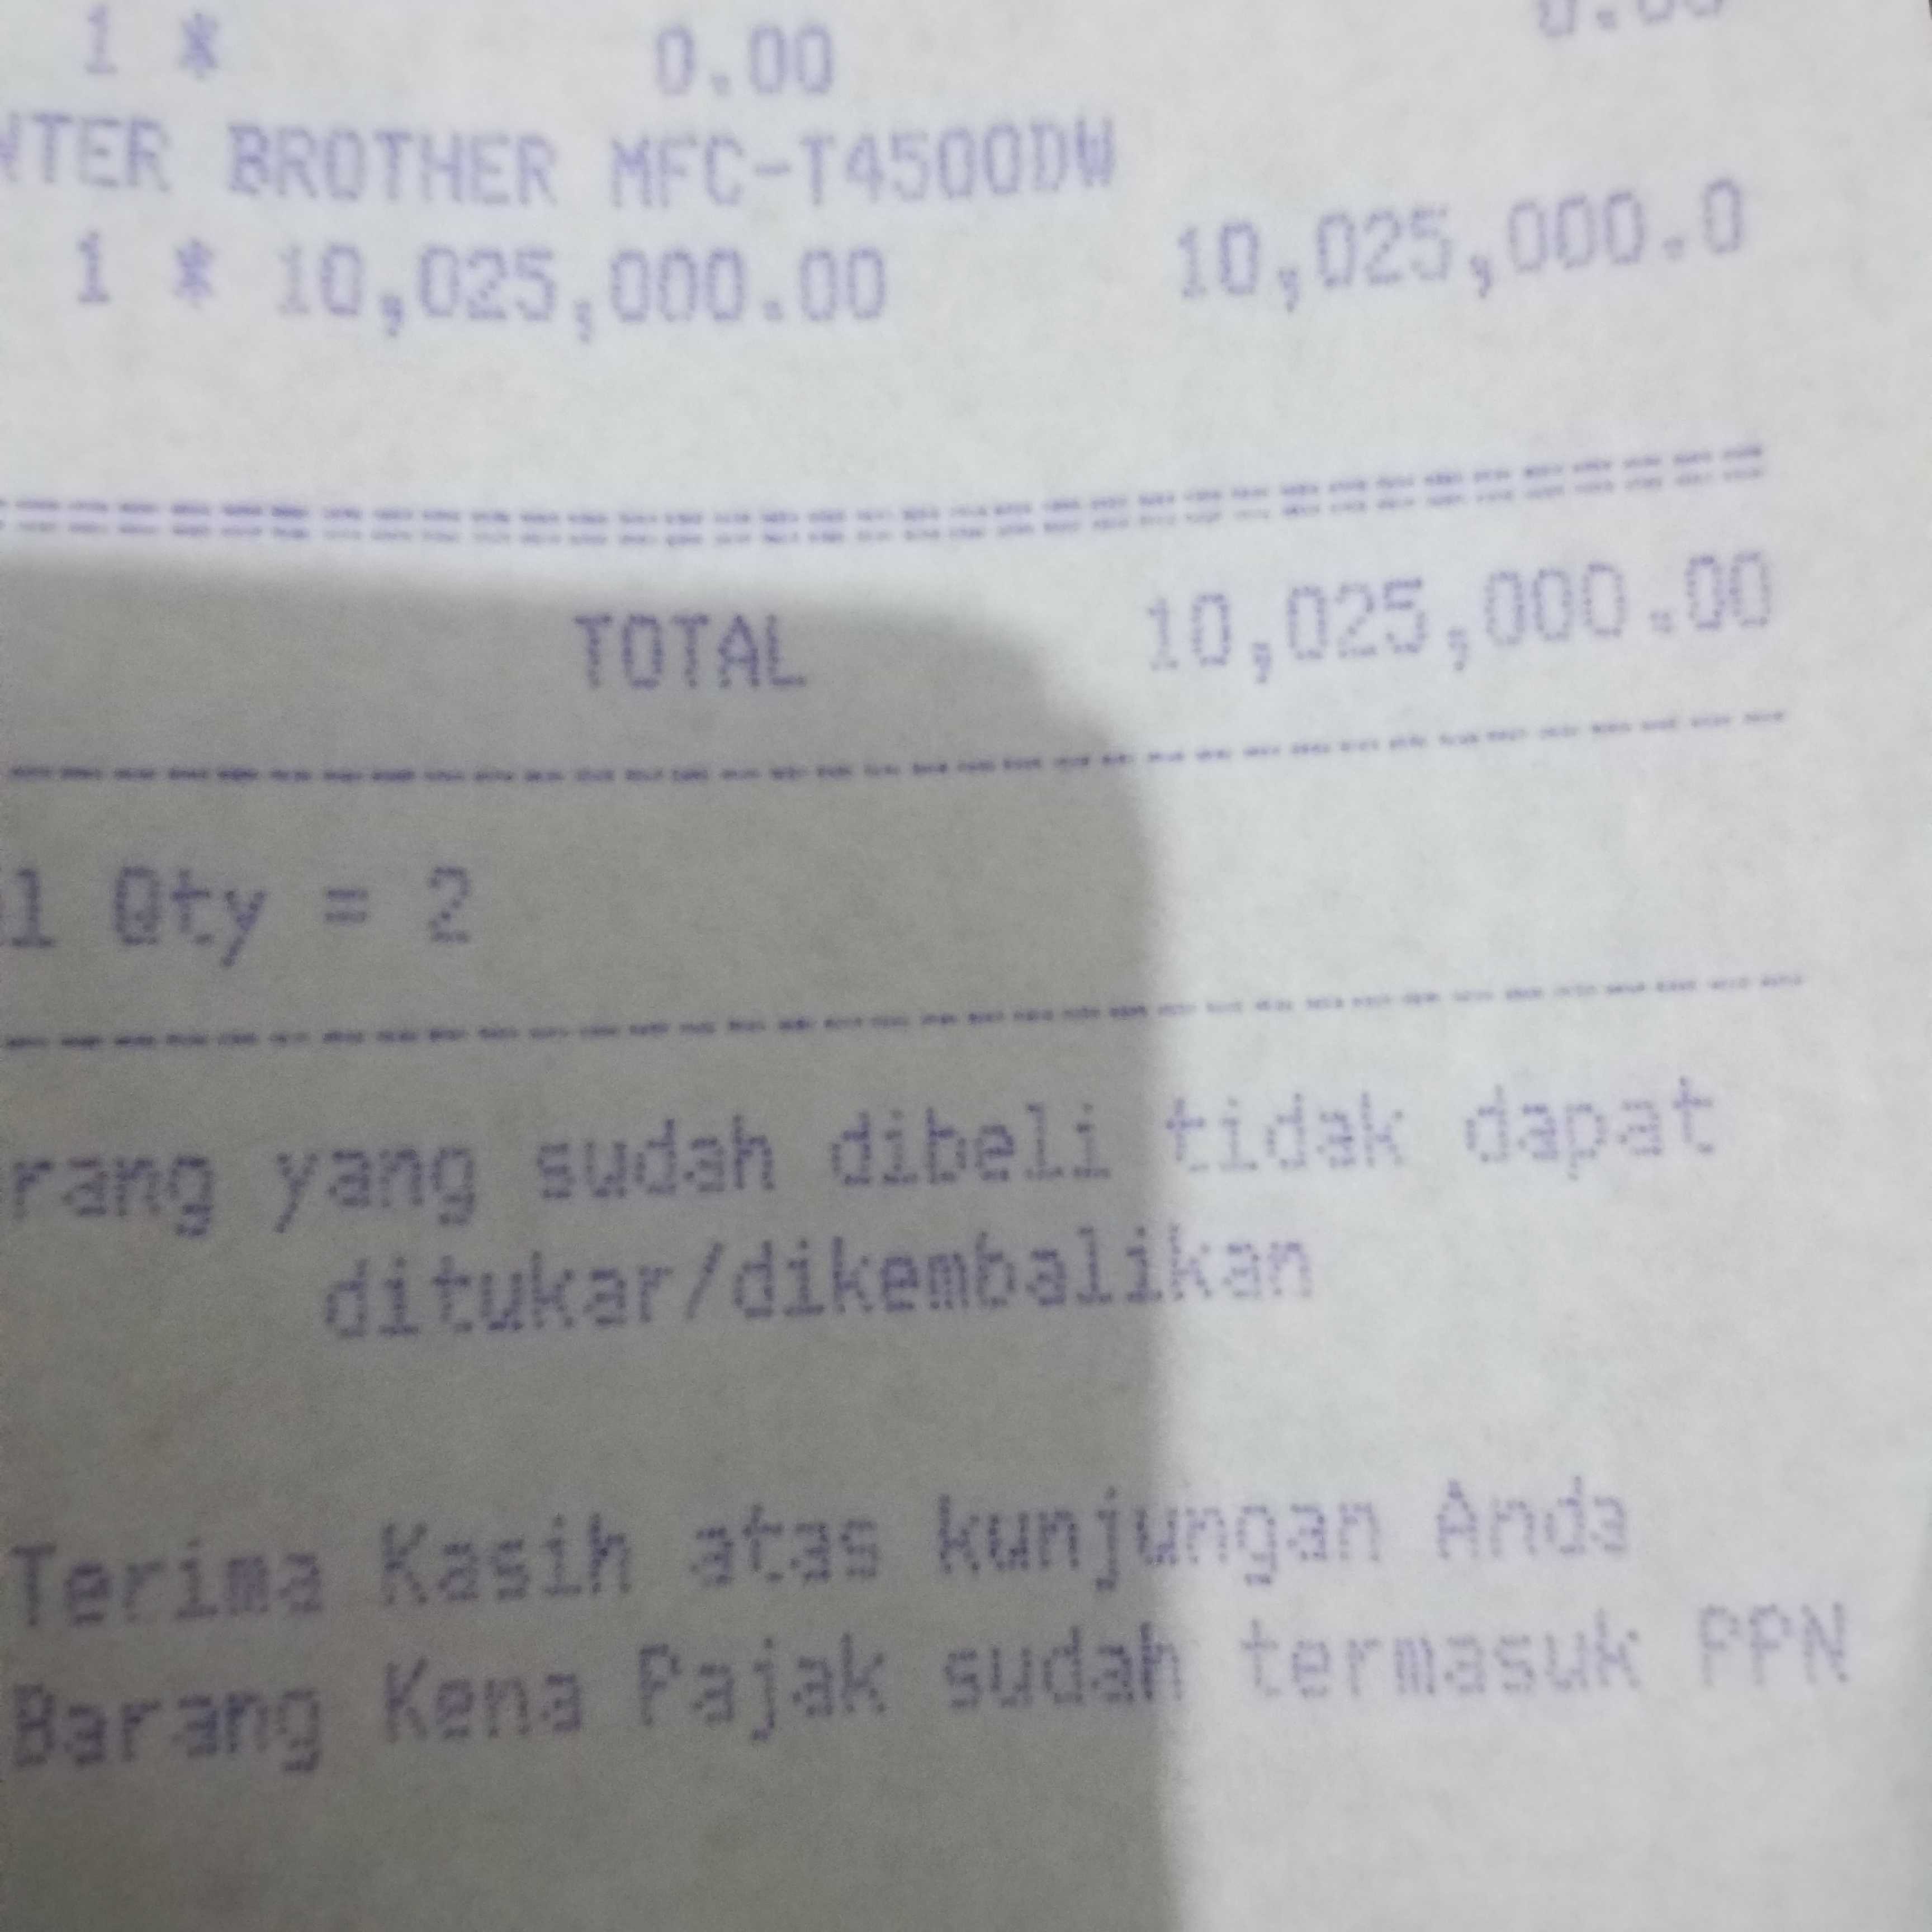 1 * 0.00
NTER BROTHER MFC-T4500DW
1 * 10,025,000.00 10,025,000.0
TOTAL 10,025,000.00
l Qty = 2
rang yang sudah dibeli tidak dapat
ditukar/dikembalikan
Terima Kasih atas kunjungan Anda
Barang Kena Pajak sudah termasuk PPN